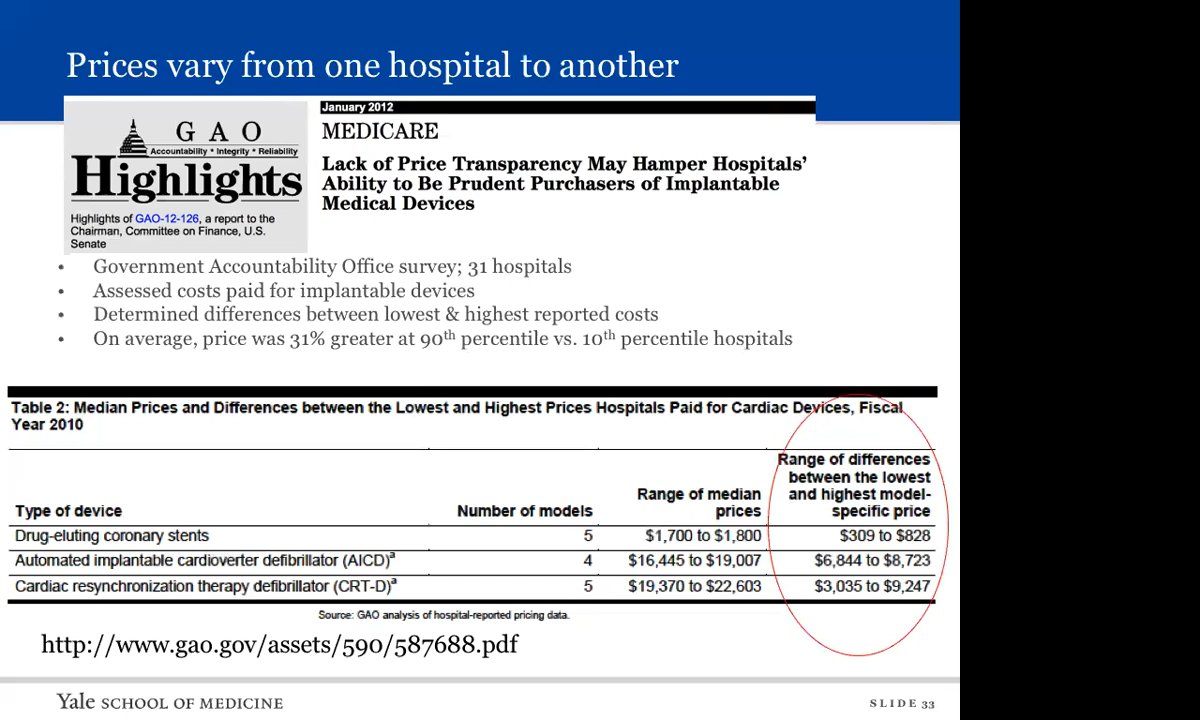 Prices vary from one hospital to another
G A O
Accountability * Integrity * Reliability
Highlights
Highlights of GAO-12-126, a report to the
Chairman, Committee on Finance, U.S.
Senate
January 2012
MEDICARE
Lack of Price Transparency May Hamper Hospitals'
Ability to Be Prudent Purchasers of Implantable
Medical Devices
• Government Accountability Office survey; 31 hospitals
• Assessed costs paid for implantable devices
• Determined differences between lowest & highest reported costs
• On average, price was 31% greater at 90th percentile vs. 10th percentile hospitals
Table 2: Median Prices and Differences between the Lowest and Highest Prices Hospitals Paid for Cardiac Devices, Fiscal
Year 2010
Range of differences
between the lowest
Range of median and highest model-
Type of device Number of models prices specific price
Drug-eluting coronary stents 5 $1,700 to $1,800 $309 to $828
Automated implantable cardioverter defibrillator (AICD)a 4 $16,445 to $19,007 $6,844 to $8,723
Cardiac resynchronization therapy defibrillator (CRT-D)a 5 $19,370 to $22,603 $3,035 to $9,247
Source: GAO analysis of hospital-reported pricing data.
http://www.gao.gov/assets/590/587688.pdf
Yale SCHOOL OF MEDICINE
SLIDE 33